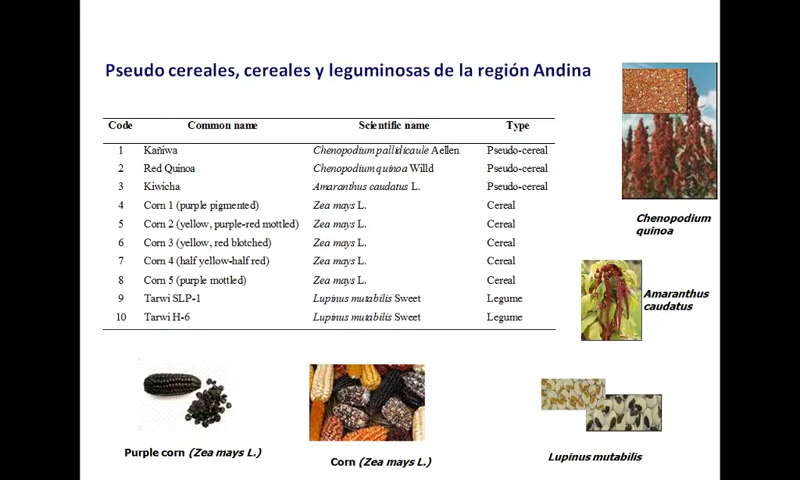 Pseudo cereales, cereales y leguminosas de la región Andina
Code Common name Scientific name Type
1 Kañiwa Chenopodium pallidicaule Aellen Pseudo-cereal
2 Red Quinoa Chenopodium quinoa Willd Pseudo-cereal
3 Kiwicha Amaranthus caudatus L. Pseudo-cereal
4 Corn 1 (purple pigmented) Zea mays L. Cereal
5 Corn 2 (yellow, purple-red mottled) Zea mays L. Cereal
6 Corn 3 (yellow, red blotched) Zea mays L. Cereal
7 Corn 4 (half yellow-half red) Zea mays L. Cereal
8 Corn 5 (purple mottled) Zea mays L. Cereal
9 Tarwi SLP-1 Lupinus mutabilis Sweet Legume
10 Tarwi H-6 Lupinus mutabilis Sweet Legume
Chenopodium
quinoa
Amaranthus
caudatus
Purple corn (Zea mays L.)
Corn (Zea mays L.)
Lupinus mutabilis